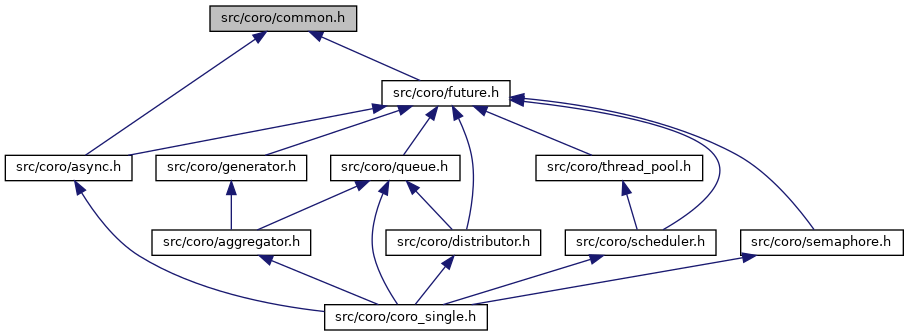 src/coro/common.h
src/coro/future.h
src/coro/async.h
src/coro/generator.h
src/coro/queue.h
src/coro/thread_pool.h
src/coro/aggregator.h
src/coro/distributor.h
src/coro/scheduler.h
src/coro/semaphore.h
src/coro/coro_single.h